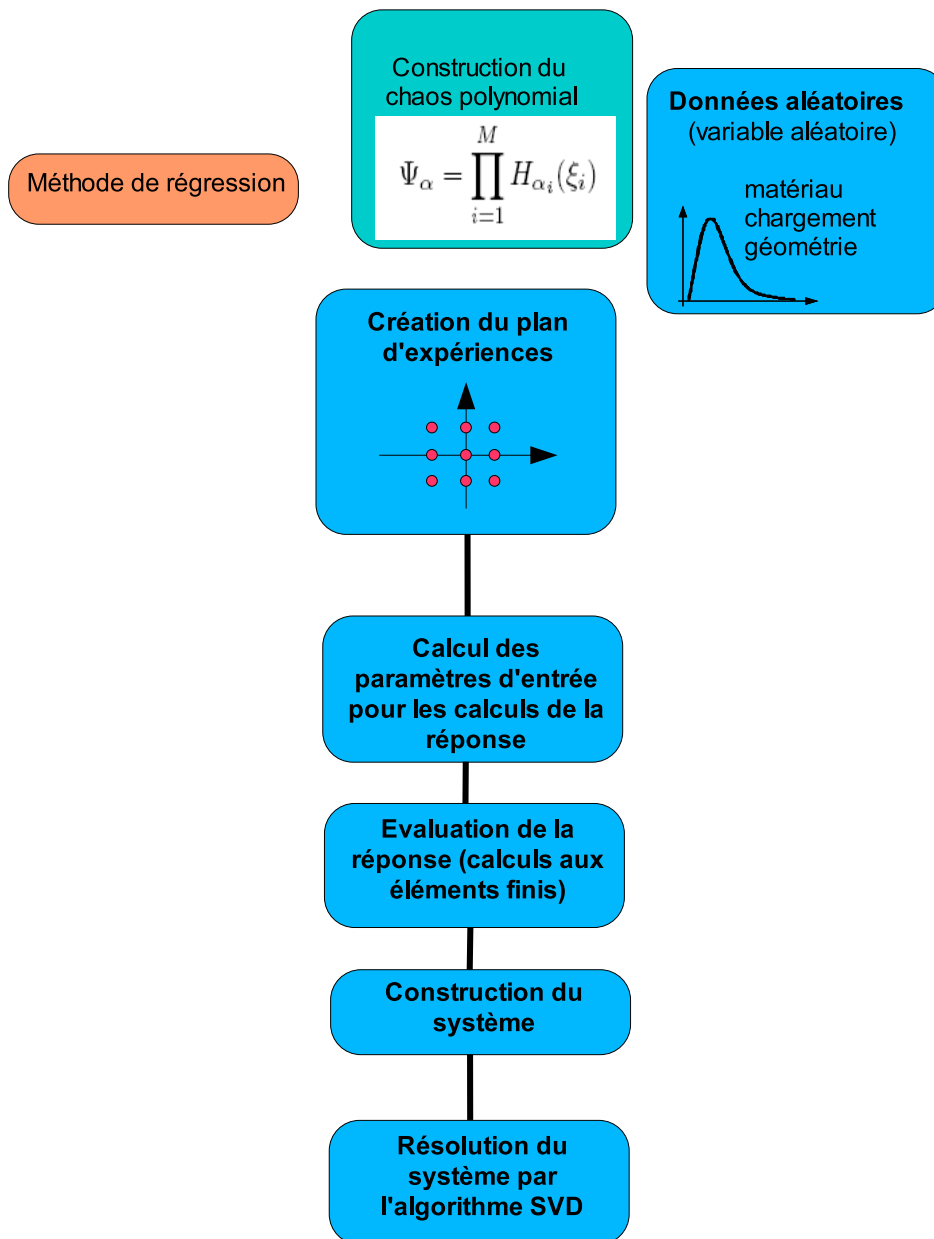 Construction du
chaos polynomial
Ψ_α = ∏_{i=1}^{M} H_{α_i}(ξ_i)
Données aléatoires
(variable aléatoire)
matériau
chargement
géométrie
Méthode de régression
Création du plan
d'expériences
Calcul des
paramètres d'entrée
pour les calculs de la
réponse
Evaluation de la
réponse (calculs aux
éléments finis)
Construction du
système
Résolution du
système par
l'algorithme SVD